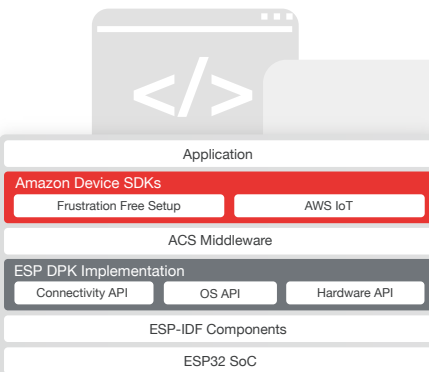 </>
Application
Amazon Device SDKs
Frustration Free Setup AWS IoT
ACS Middleware
ESP DPK Implementation
Connectivity API OS API Hardware API
ESP-IDF Components
ESP32 SoC